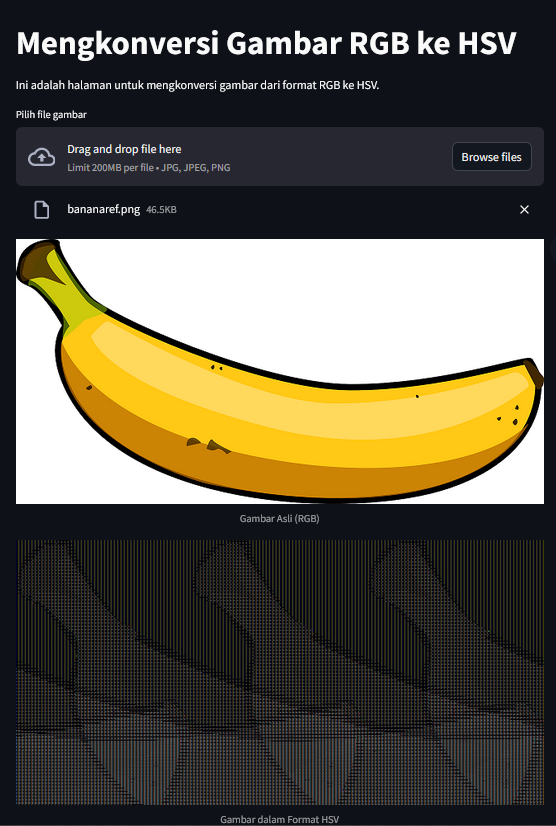 Mengkonversi Gambar RGB ke HSV
Ini adalah halaman untuk mengkonversi gambar dari format RGB ke HSV.
Pilih file gambar
Drag and drop file here
Limit 200MB per file • JPG, JPEG, PNG
Browse files
bananaref.png 46.5KB
Gambar Asli (RGB)
Gambar dalam Format HSV